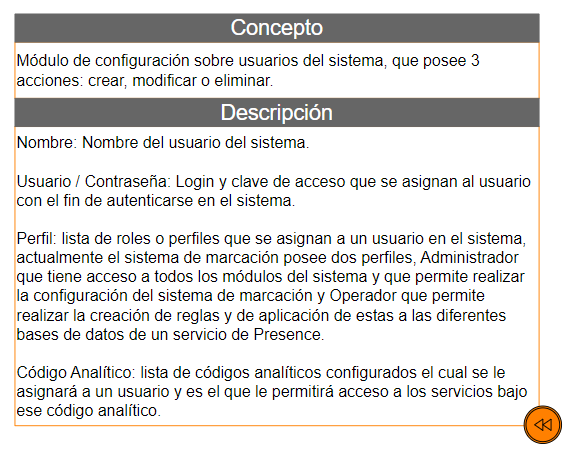 Concepto
Módulo de configuración sobre usuarios del sistema, que posee 3
acciones: crear, modificar o eliminar.
Descripción
Nombre: Nombre del usuario del sistema.
Usuario / Contraseña: Login y clave de acceso que se asignan al usuario
con el fin de autenticarse en el sistema.
Perfil: lista de roles o perfiles que se asignan a un usuario en el sistema,
actualmente el sistema de marcación posee dos perfiles, Administrador
que tiene acceso a todos los módulos del sistema y que permite realizar
la configuración del sistema de marcación y Operador que permite
realizar la creación de reglas y de aplicación de estas a las diferentes
bases de datos de un servicio de Presence.
Código Analítico: lista de códigos analíticos configurados el cual se le
asignará a un usuario y es el que le permitirá acceso a los servicios bajo
ese código analítico.